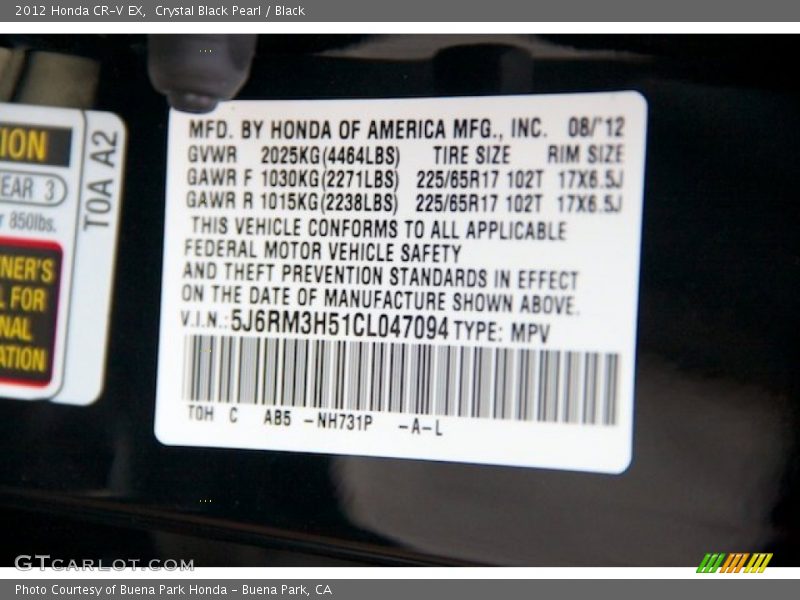 2012 Honda CR-V EX, Crystal Black Pearl / Black
MFD. BY HONDA OF AMERICA MFG., INC. 08/'12
GVWR 2025KG(4464LBS) TIRE SIZE RIM SIZE
GAWR F 1030KG(2271LBS) 225/65R17 102T 17X6.5J
GAWR R 1015KG(2238LBS) 225/65R17 102T 17X6.5J
THIS VEHICLE CONFORMS TO ALL APPLICABLE
FEDERAL MOTOR VEHICLE SAFETY
AND THEFT PREVENTION STANDARDS IN EFFECT
ON THE DATE OF MANUFACTURE SHOWN ABOVE.
V.I.N.:5J6RM3H51CL047094 TYPE: MPV
TOH C AB5 -NH731P -A-L
TION
EAR 3
850lbs.
T0A A2
NER'S
L FOR
NAL
ATION
GTCARLOT.COM
Photo Courtesy of Buena Park Honda - Buena Park, CA